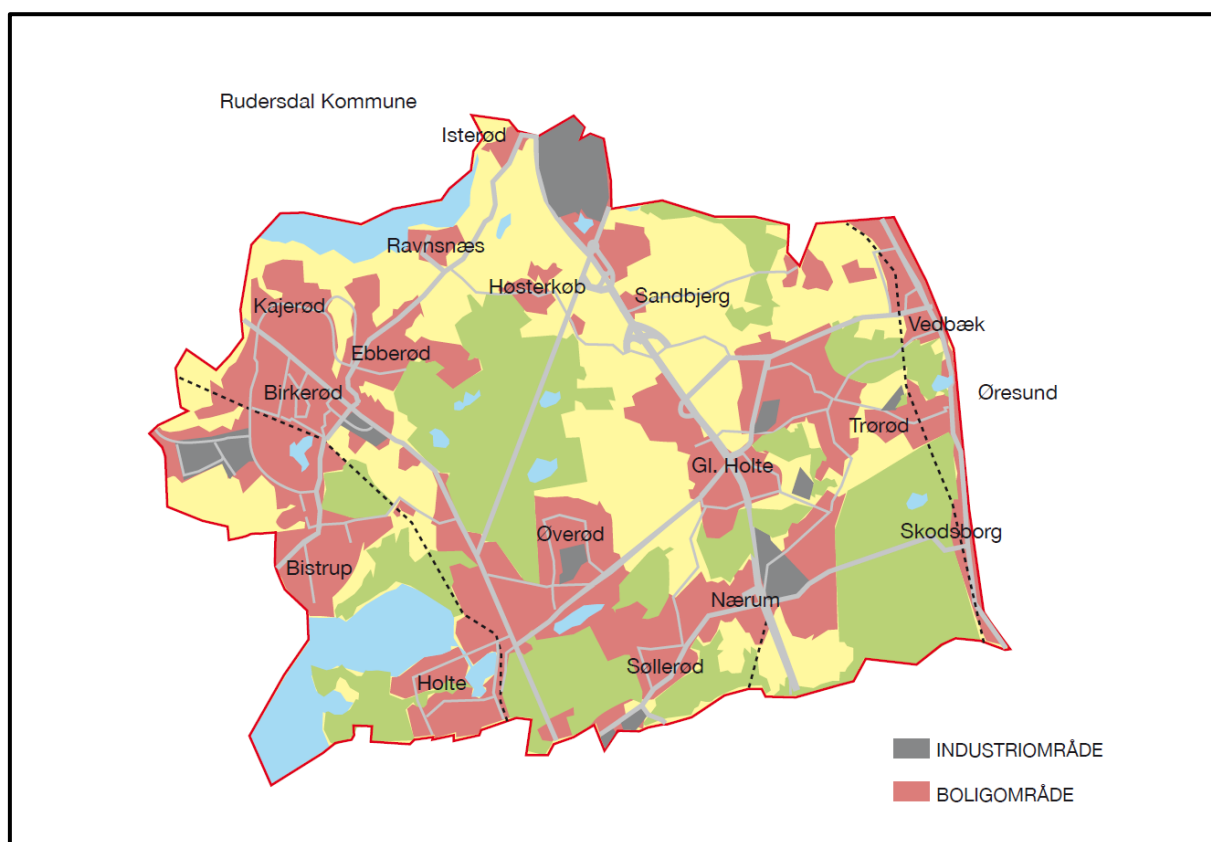 Rudersdal Kommune
Isterød
Ravnsnæs
Høsterkøb
Sandbjerg
Kajerød
Vedbæk
Ebberød
Birkerød
Øresund
Trørød
Gl. Holte
Øverød
Skodsborg
Bistrup
Nærum
Søllerød
Holte
INDUSTRIOMRÅDE
BOLIGOMRÅDE